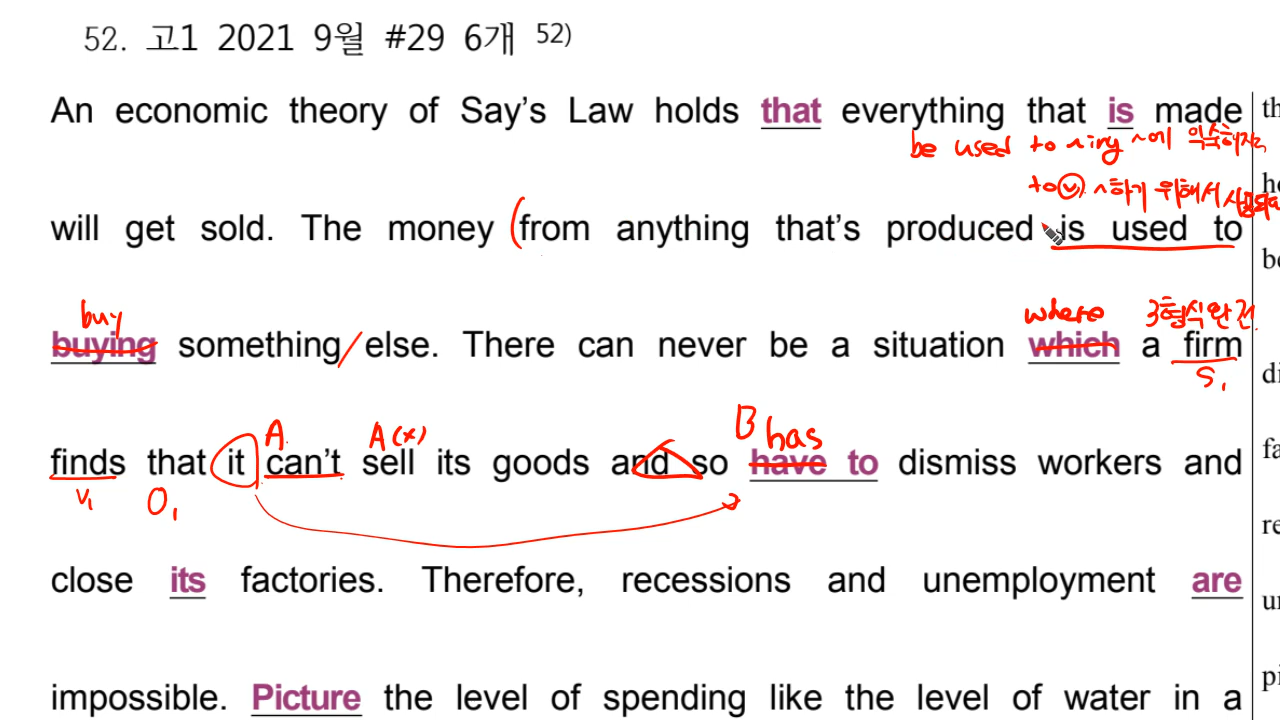 52. 고1 2021 9월 #29 6개 52)
An economic theory of Say's Law holds that everything that is made
be used to ~ing ~에 익숙하다
to ⓥ ~하기 위해서 사용되다
will get sold. The money (from anything that's produced is used to
buy where 3형식완전
buying something / else. There can never be a situation which a firm
S₁
A A(×) B has
finds that it can't sell its goods and so have to dismiss workers and
V₁ O₁
close its factories. Therefore, recessions and unemployment are
impossible. Picture the level of spending like the level of water in a